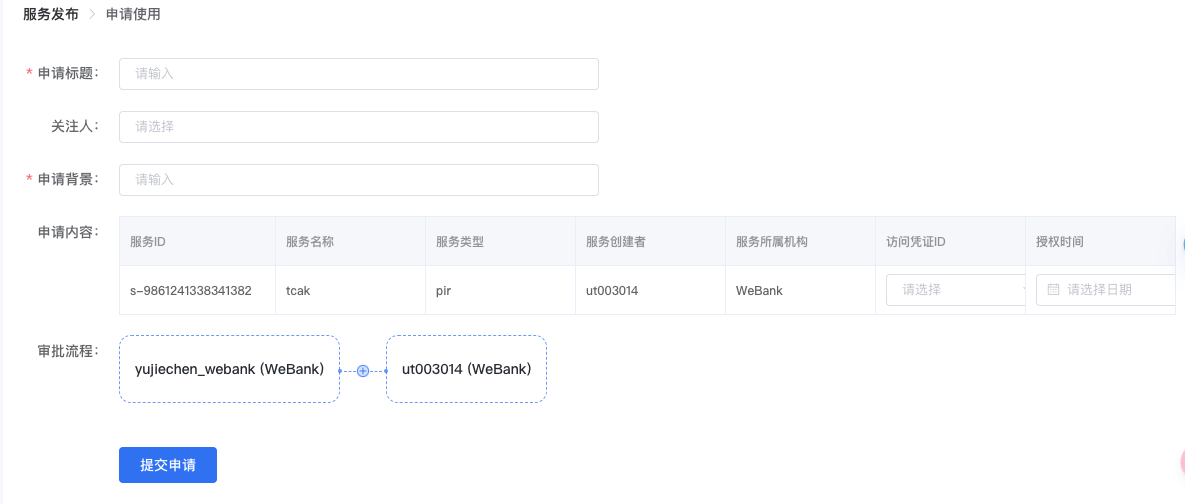 服务发布 > 申请使用
* 申请标题： 请输入
关注人： 请选择
* 申请背景： 请输入
申请内容： 服务ID 服务名称 服务类型 服务创建者 服务所属机构 访问凭证ID 授权时间
s-9861241338341382 tcak pir ut003014 WeBank 请选择 请选择日期
审批流程： yujiechen_webank (WeBank) ut003014 (WeBank)
提交申请